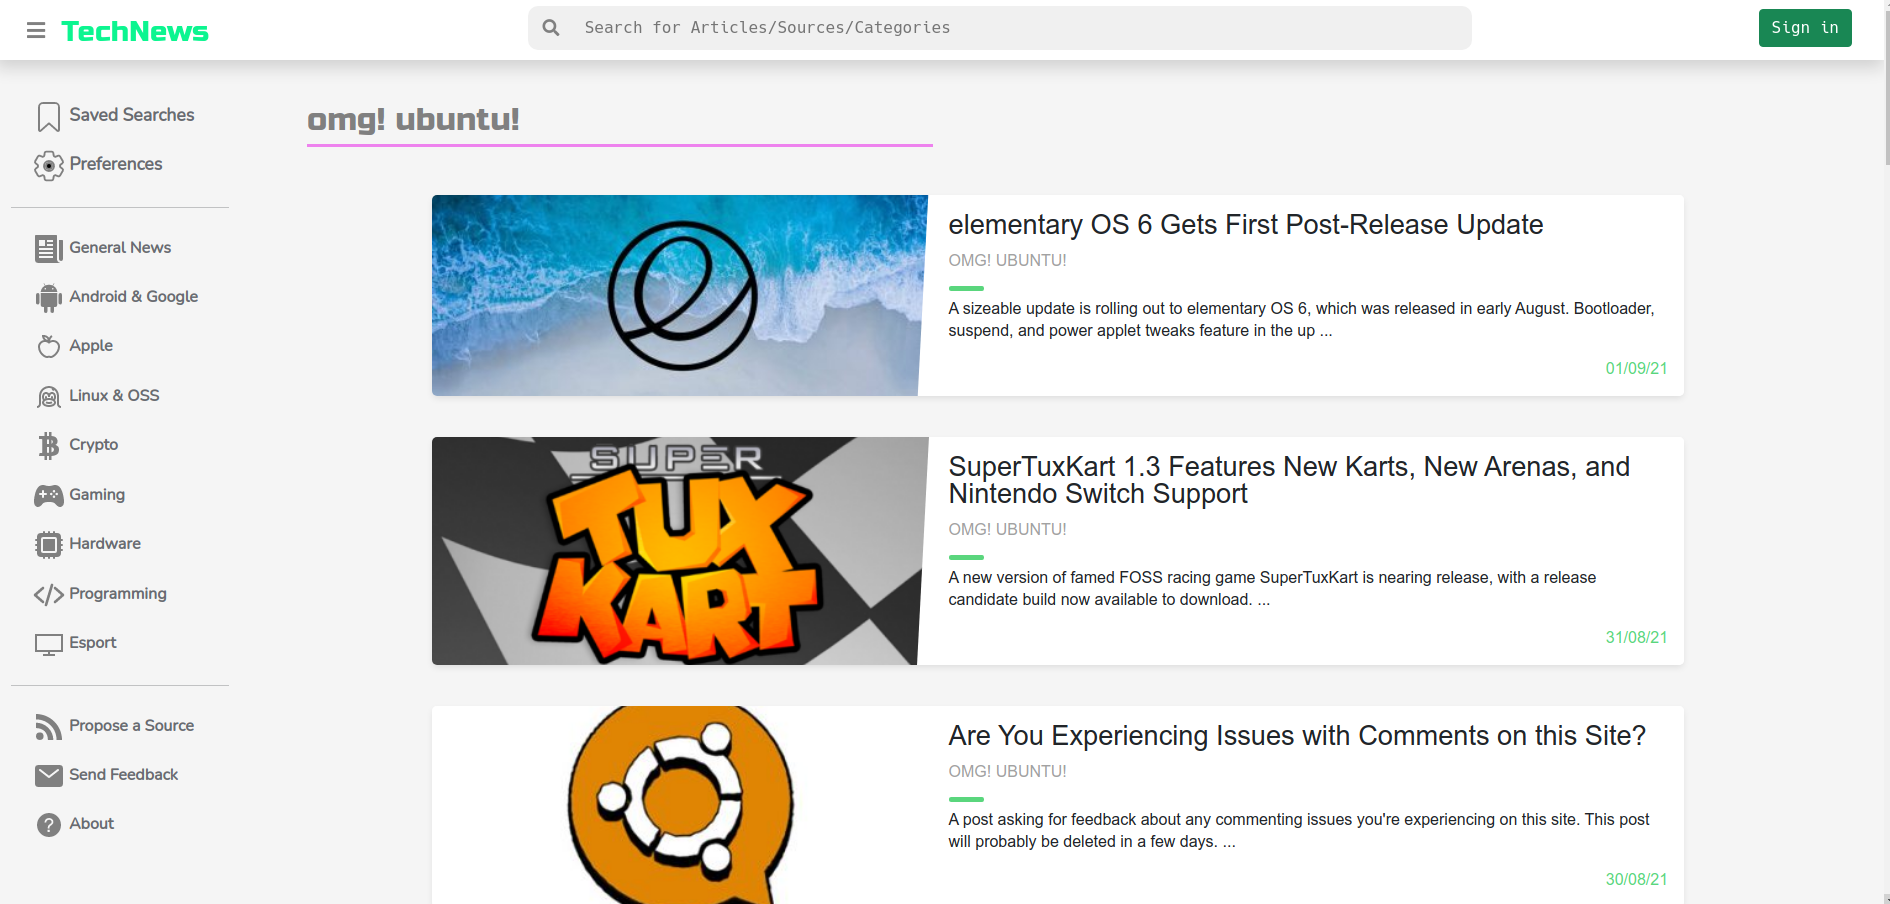 TechNews
Search for Articles/Sources/Categories
Sign in
Saved Searches
Preferences
General News
Android & Google
Apple
Linux & OSS
Crypto
Gaming
Hardware
Programming
Esport
Propose a Source
Send Feedback
About
omg! ubuntu!
elementary OS 6 Gets First Post-Release Update
OMG! UBUNTU!
A sizeable update is rolling out to elementary OS 6, which was released in early August. Bootloader,
suspend, and power applet tweaks feature in the up ...
01/09/21
SUPER
TUX
KART
SuperTuxKart 1.3 Features New Karts, New Arenas, and
Nintendo Switch Support
OMG! UBUNTU!
A new version of famed FOSS racing game SuperTuxKart is nearing release, with a release
candidate build now available to download. ...
31/08/21
Are You Experiencing Issues with Comments on this Site?
OMG! UBUNTU!
A post asking for feedback about any commenting issues you're experiencing on this site. This post
will probably be deleted in a few days. ...
30/08/21